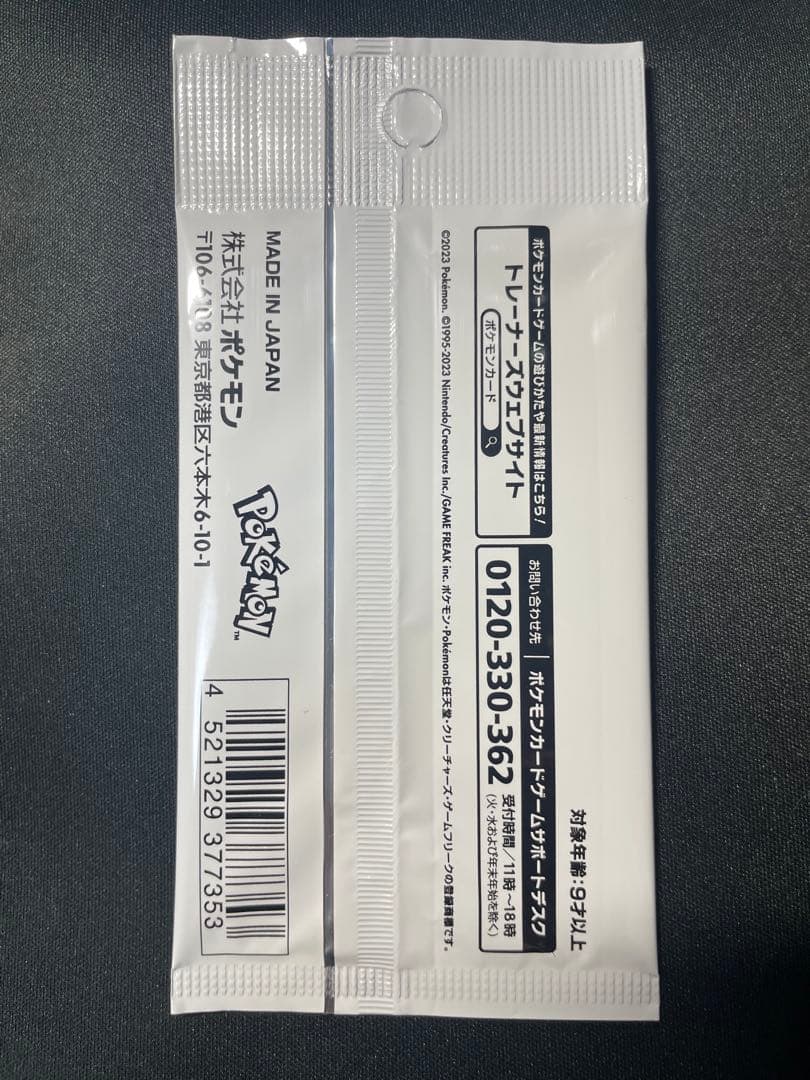 対象年齢：9才以上
ポケモンカードゲームの遊びかたや最新情報はこちら！
トレーナーズウェブサイト
ポケモンカード
お問い合わせ先｜ポケモンカードゲームサポートデスク
0120-330-362
受付時間／11時～18時
（火・水および年末年始を除く）
©2023 Pokémon. ©1995-2023 Nintendo/Creatures Inc./GAME FREAK inc. ポケモン・Pokémonは任天堂・クリーチャーズ・ゲームフリークの登録商標です。
MADE IN JAPAN
株式会社 ポケモン
〒106-6108 東京都港区六本木6-10-1
POKéMON™
4 521329 377353